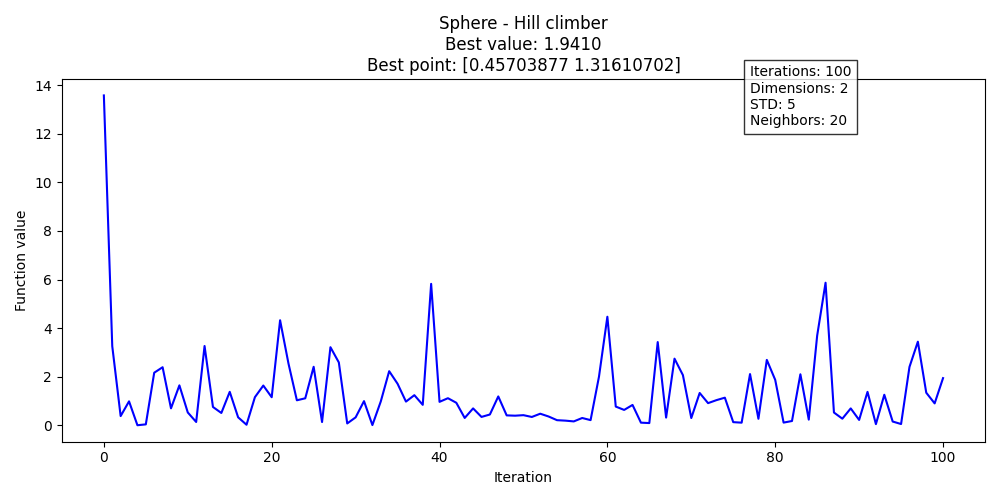 Sphere - Hill climber
Best value: 1.9410
Best point: [0.45703877 1.31610702]
Iterations: 100
Dimensions: 2
STD: 5
Neighbors: 20
14
12
10
8
6
4
2
0
Function value
0
20
40
60
80
100
Iteration